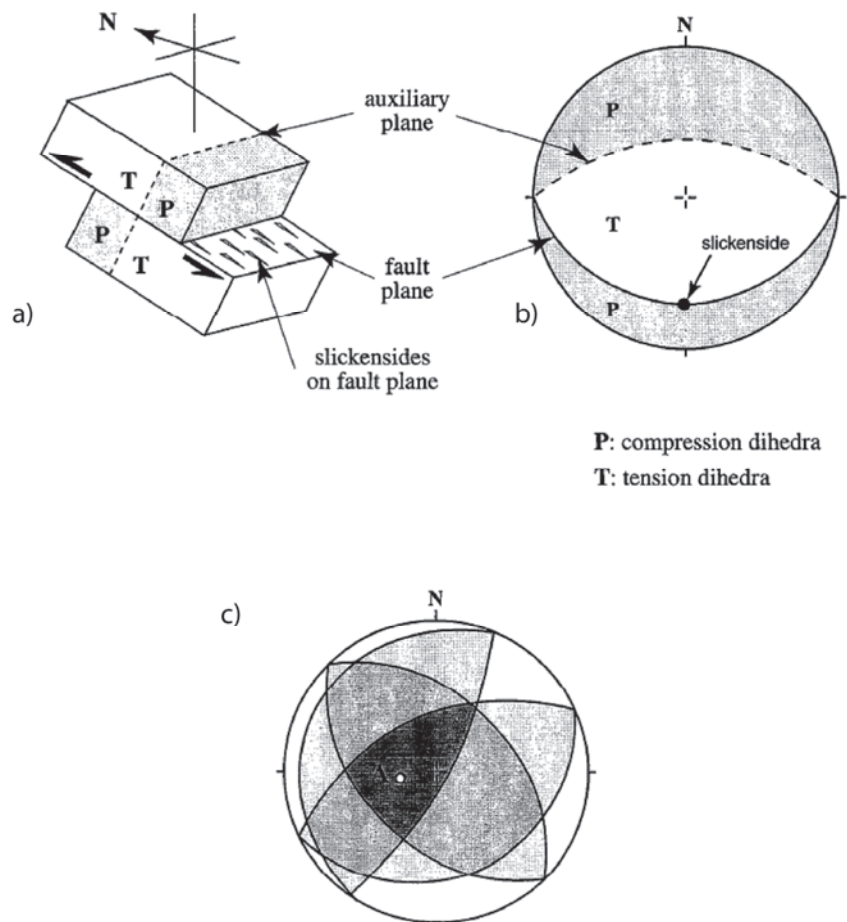 N
auxiliary
plane
N
T
P
P
T
P
T
P
fault
plane
slickenside
slickensides
on fault plane
a)
b)
P: compression dihedra
T: tension dihedra
c)
N
A